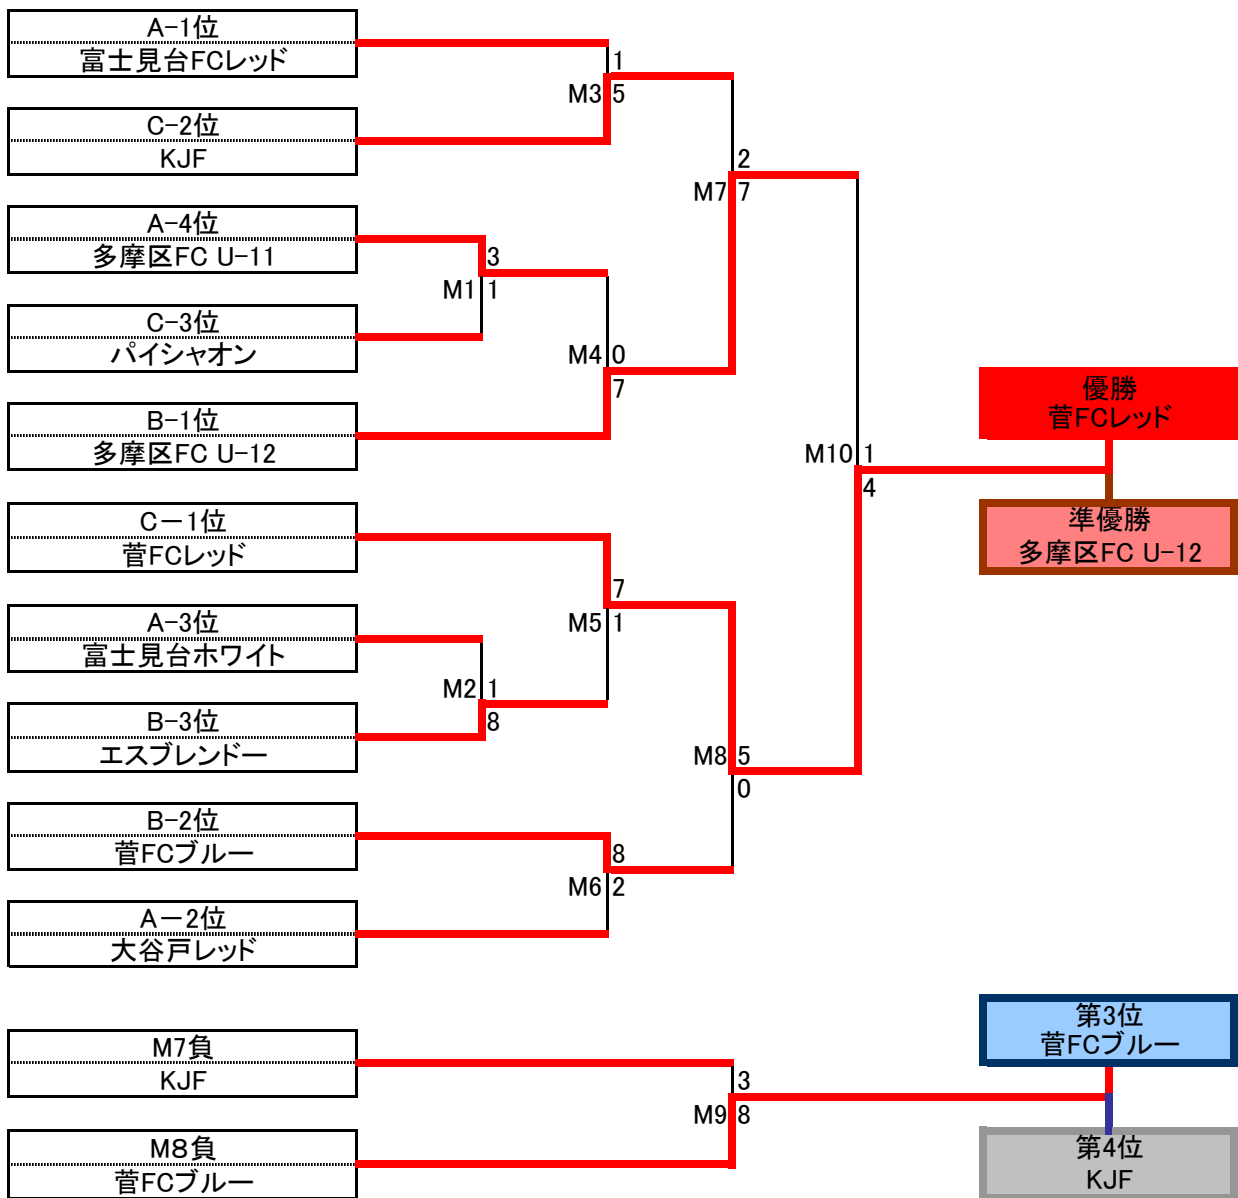 A-1位
富士見台FCレッド
1
M3 5
C-2位
KJF
2
M7 7
A-4位
多摩区FC U-11
3
M1 1
C-3位
パイシャオン
M4 0
7
B-1位
多摩区FC U-12
優勝
菅FCレッド
M10 1
4
準優勝
多摩区FC U-12
C－1位
菅FCレッド
7
M5 1
A-3位
富士見台ホワイト
M2 1
8
B-3位
エスブレンドー
M8 5
0
B-2位
菅FCブルー
8
M6 2
A－2位
大谷戸レッド
M7負
KJF
3
M9 8
M８負
菅FCブルー
第3位
菅FCブルー
第4位
KJF